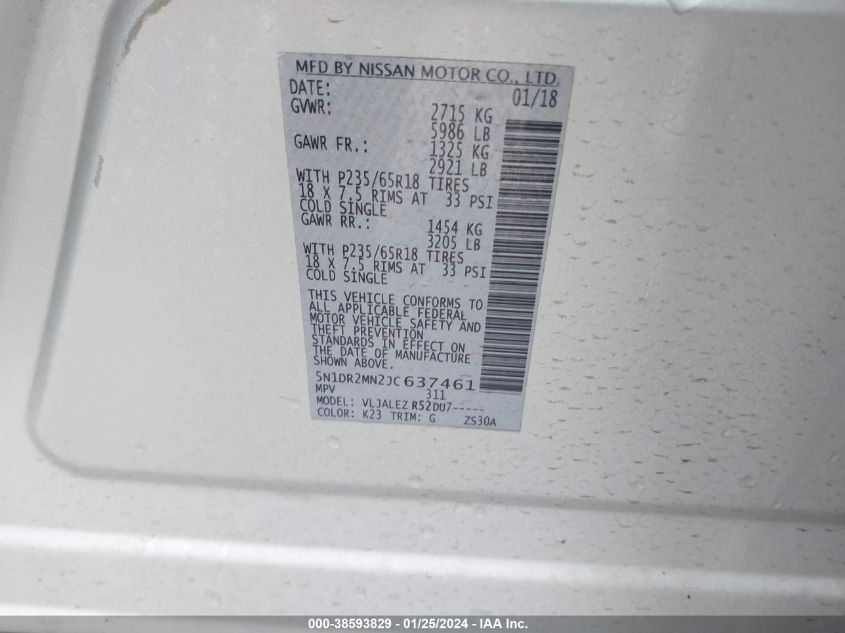 MFD BY NISSAN MOTOR CO., LTD.
DATE: 01/18
GVWR: 2715 KG
5986 LB
GAWR FR.: 1325 KG
2921 LB
WITH P235/65R18 TIRES
18 X 7.5 RIMS AT 33 PSI
COLD SINGLE
GAWR RR.: 1454 KG
3205 LB
WITH P235/65R18 TIRES
18 X 7.5 RIMS AT 33 PSI
COLD SINGLE
THIS VEHICLE CONFORMS TO
ALL APPLICABLE FEDERAL
MOTOR VEHICLE SAFETY AND
THEFT PREVENTION
STANDARDS IN EFFECT ON
THE DATE OF MANUFACTURE
SHOWN ABOVE.
5N1DR2MN2JC637461
MPV 311
MODEL: VLJALEZ R52DU7-----
COLOR: K23 TRIM: G ZS30A
000-38593829 - 01/25/2024 - IAA Inc.